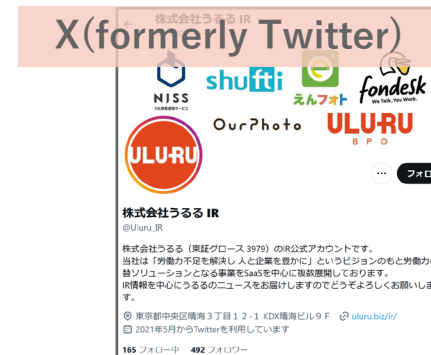 X(formerly Twitter)
← 株式会社うるる IR
NJSS
入札情報速報サービス
shufti
えんフォト
fondesk
We Talk, You Work.
OurPhoto
ULURU
BPO
ULURU
… フォロ
株式会社うるる IR
@Uluru_IR
株式会社うるる（東証グロース 3979）のIR公式アカウントです。
当社は「労働力不足を解決し 人と企業を豊かに」というビジョンのもと労働力
替ソリューションとなる事業をSaaSを中心に複数展開しております。
IR情報を中心にうるるのニュースをお届けしますのでどうぞよろしくお願いしま
す。
東京都中央区晴海３丁目１２-１ KDX晴海ビル９Ｆ uluru.biz/ir/
2021年5月からTwitterを利用しています
165 フォロー中 492 フォロワー